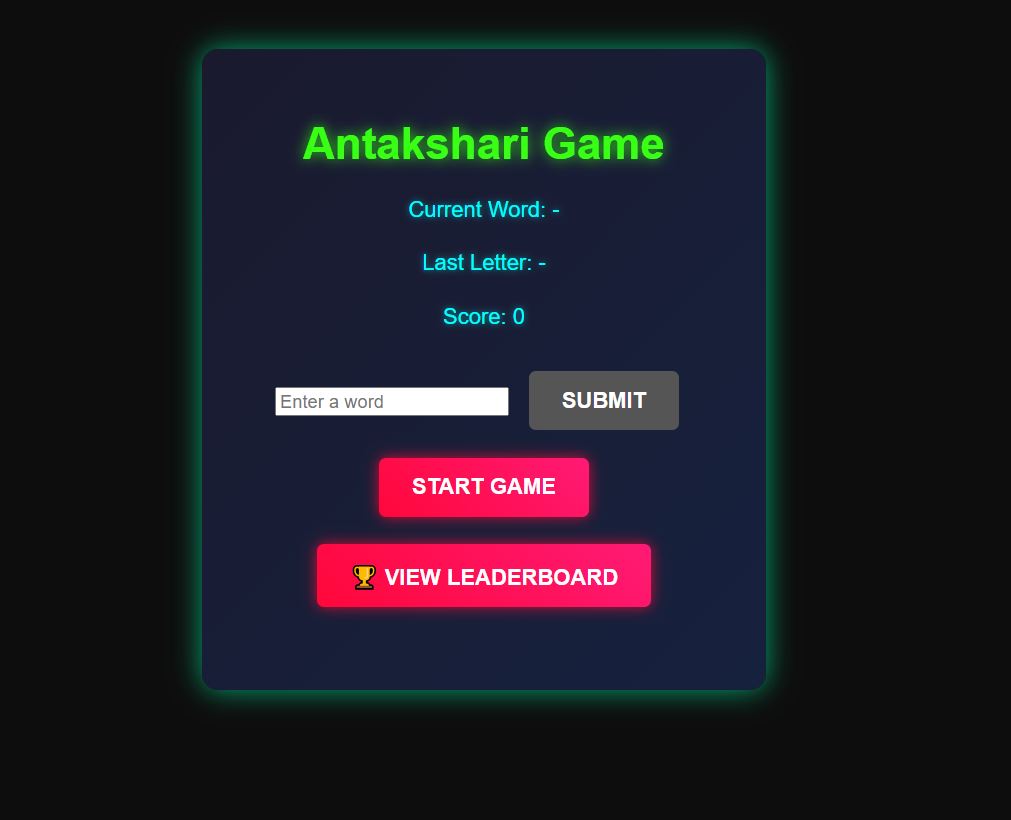 Antakshari Game
Current Word: -
Last Letter: -
Score: 0
Enter a word SUBMIT
START GAME
🏆 VIEW LEADERBOARD